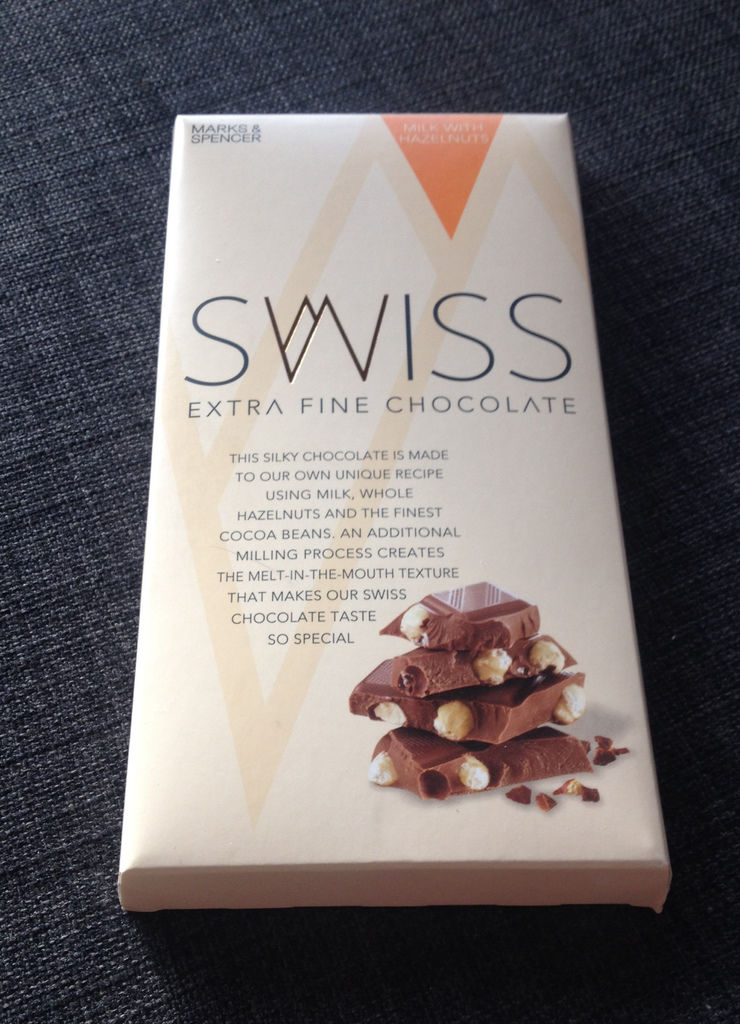 MARKS &
SPENCER
MILK WITH
HAZELNUTS
SWISS
EXTRA FINE CHOCOLATE
THIS SILKY CHOCOLATE IS MADE
TO OUR OWN UNIQUE RECIPE
USING MILK, WHOLE
HAZELNUTS AND THE FINEST
COCOA BEANS. AN ADDITIONAL
MILLING PROCESS CREATES
THE MELT-IN-THE-MOUTH TEXTURE
THAT MAKES OUR SWISS
CHOCOLATE TASTE
SO SPECIAL